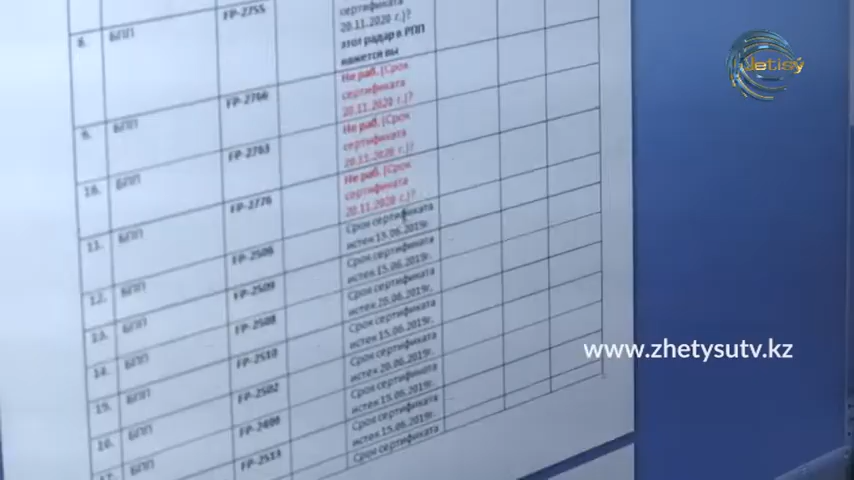 FP-2755
сертификата
20.11.2020 г.)?
8. БПП
этот радар в РПП
кажется вы
FP-2760
Не раб. (Срок
сертификата
20.11.2020 г.)?
9. БПП
FP-2763
Не раб. (Срок
сертификата
20.11.2020 г.)?
10. БПП
FP-2776
Не раб. (Срок
сертификата
20.11.2020 г.)?
11. БПП
FP-2506
Срок сертификата
истек 15.06.2019г.
12. БПП
FP-2509
Срок сертификата
истек 15.06.2019г.
13. БПП
FP-2508
Срок сертификата
истек 20.06.2019г.
14. БПП
FP-2510
Срок сертификата
истек 15.06.2019г.
15. БПП
FP-2502
Срок сертификата
истек 20.06.2019г.
16. БПП
Срок сертификата
истек 15.06.2019г.
17. БПП
FP-2513
Срок сертификата
истек 15.06.2019г.
Срок сертификата
Jetisy
www.zhetysutv.kz